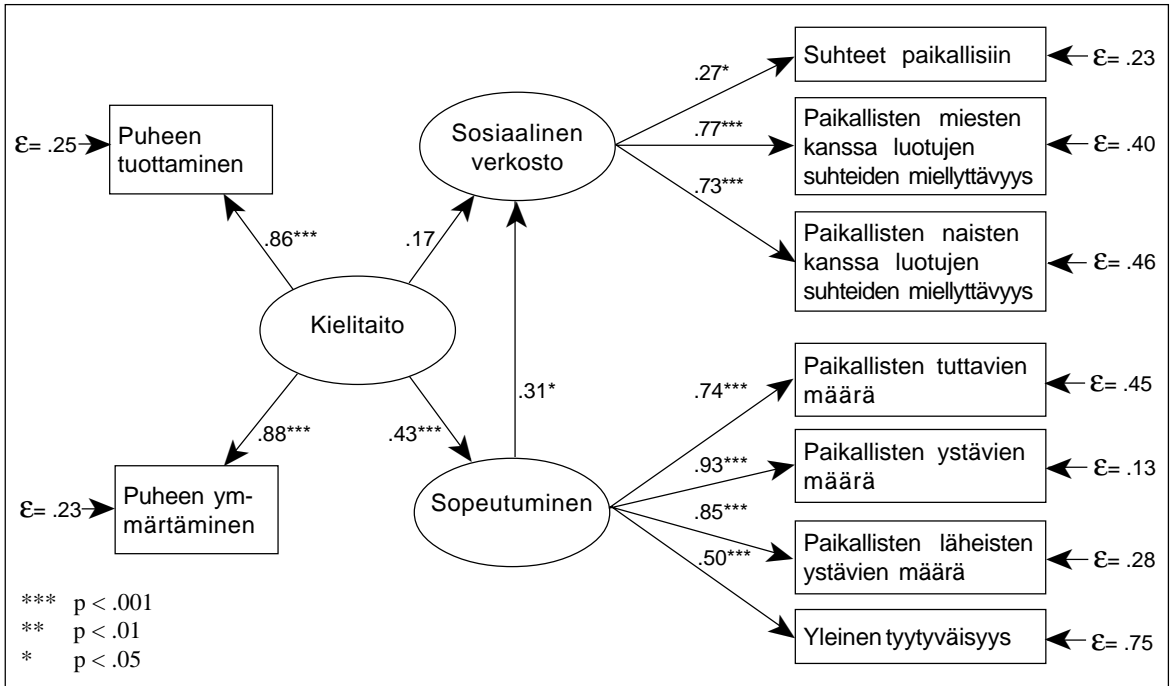 Suhteet paikallisiin
ε= .23
.27*
Puheen
tuottaminen
ε= .25
Sosiaalinen
verkosto
.77***
Paikallisten miesten
kanssa luotujen
suhteiden miellyttävyys
ε= .40
.73***
Paikallisten naisten
kanssa luotujen
suhteiden miellyttävyys
ε= .46
.86***
.17
Kielitaito
.31*
.88***
.43***
Puheen ym-
märtäminen
ε= .23
Sopeutuminen
.74***
Paikallisten tuttavien
määrä
ε= .45
.93***
Paikallisten ystävien
määrä
ε= .13
.85***
Paikallisten läheisten
ystävien määrä
ε= .28
.50***
Yleinen tyytyväisyys
ε= .75
*** p < .001
** p < .01
* p < .05